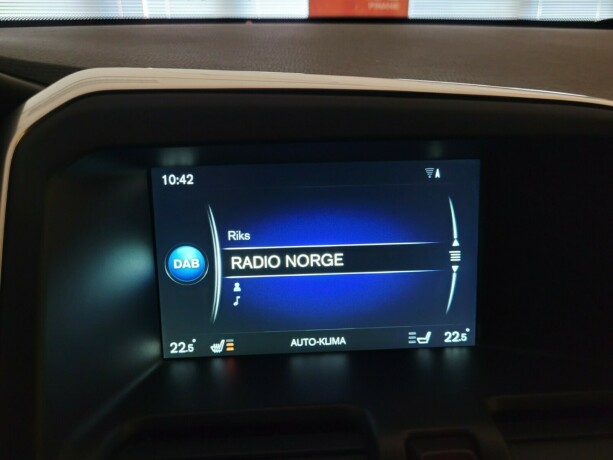 10:42
A
Riks
DAB
RADIO NORGE
22.5°
AUTO-KLIMA
22.5°